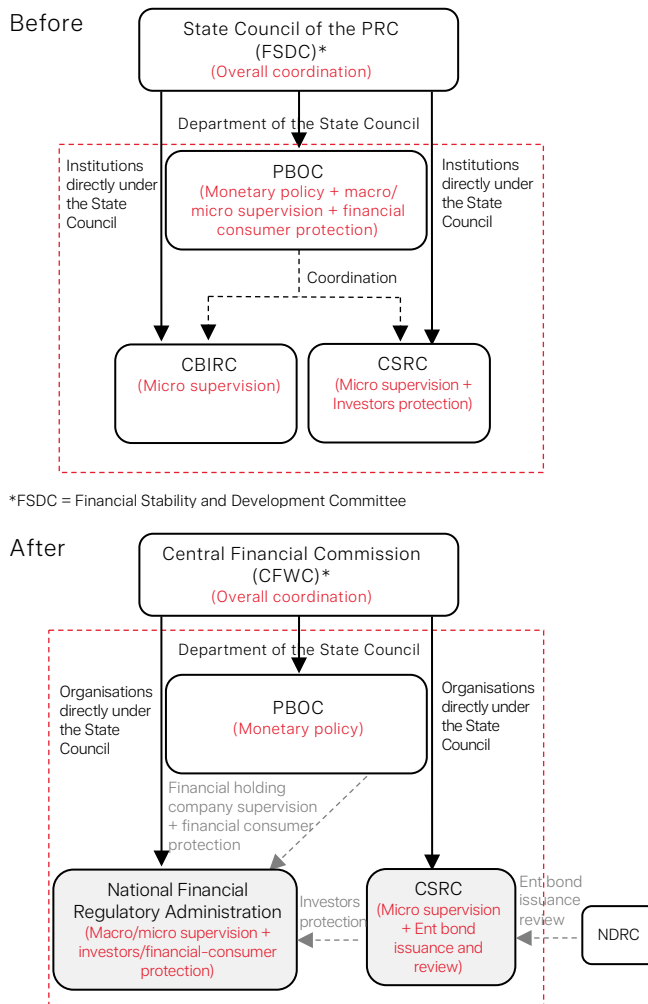 Before
State Council of the PRC
(FSDC)*
(Overall coordination)
Department of the State Council
Institutions
directly under
the State
Council
PBOC
(Monetary policy + macro/
micro supervision + financial
consumer protection)
Institutions
directly under
the State
Council
Coordination
CBIRC
(Micro supervision)
CSRC
(Micro supervision +
Investors protection)
*FSDC = Financial Stability and Development Committee
After
Central Financial Commission
(CFWC)*
(Overall coordination)
Department of the State Council
Organisations
directly under
the State
Council
PBOC
(Monetary policy)
Organisations
directly under
the State
Council
Financial holding
company supervision
+ financial consumer
protection
National Financial
Regulatory Administration
(Macro/micro supervision +
investors/financial-consumer
protection)
Investors
protection
CSRC
(Micro supervision
+ Ent bond
issuance and
review)
Ent bond
issuance
review
NDRC